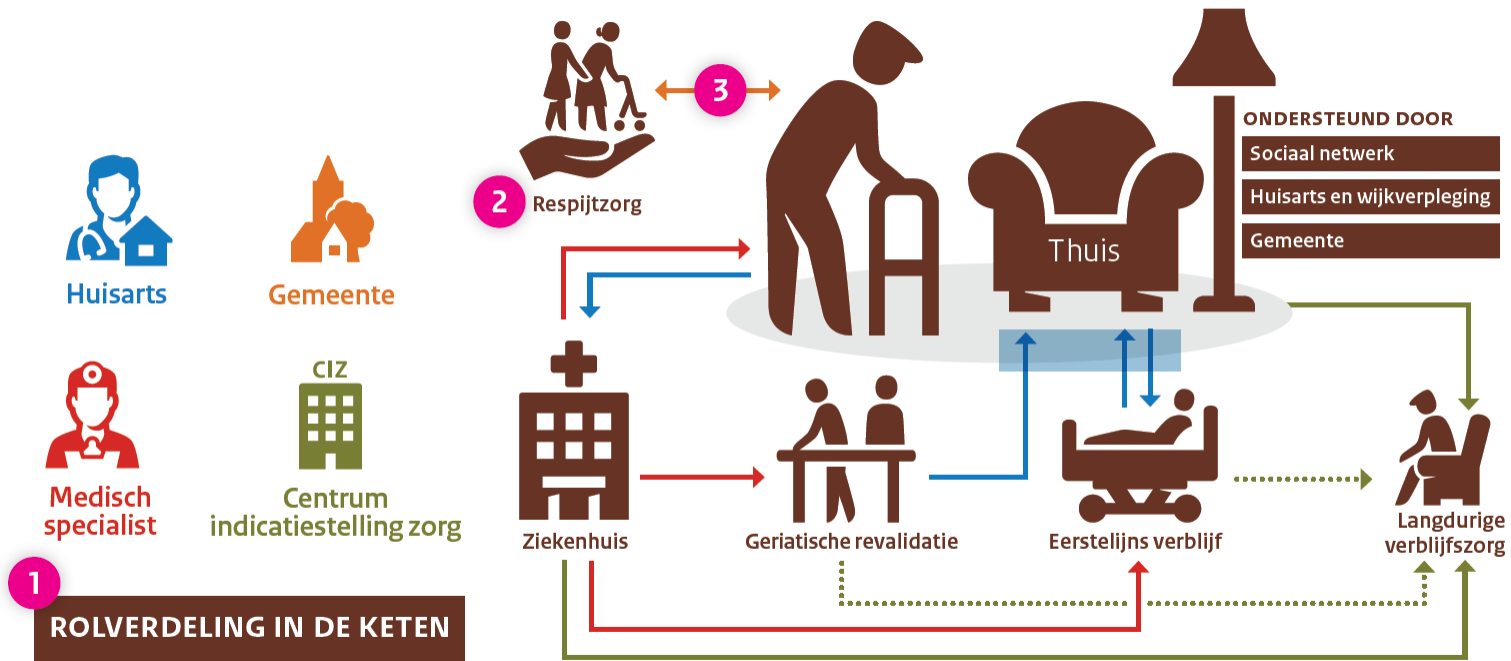 3
ONDERSTEUND DOOR
Sociaal netwerk
Huisarts en wijkverpleging
Gemeente
2
Respijtzorg
Thuis
Huisarts
Gemeente
CIZ
Medisch
specialist
Centrum
indicatiestelling zorg
Ziekenhuis
Geriatische revalidatie
Eerstelijns verblijf
Langdurige
verblijfszorg
1
ROLVERDELING IN DE KETEN